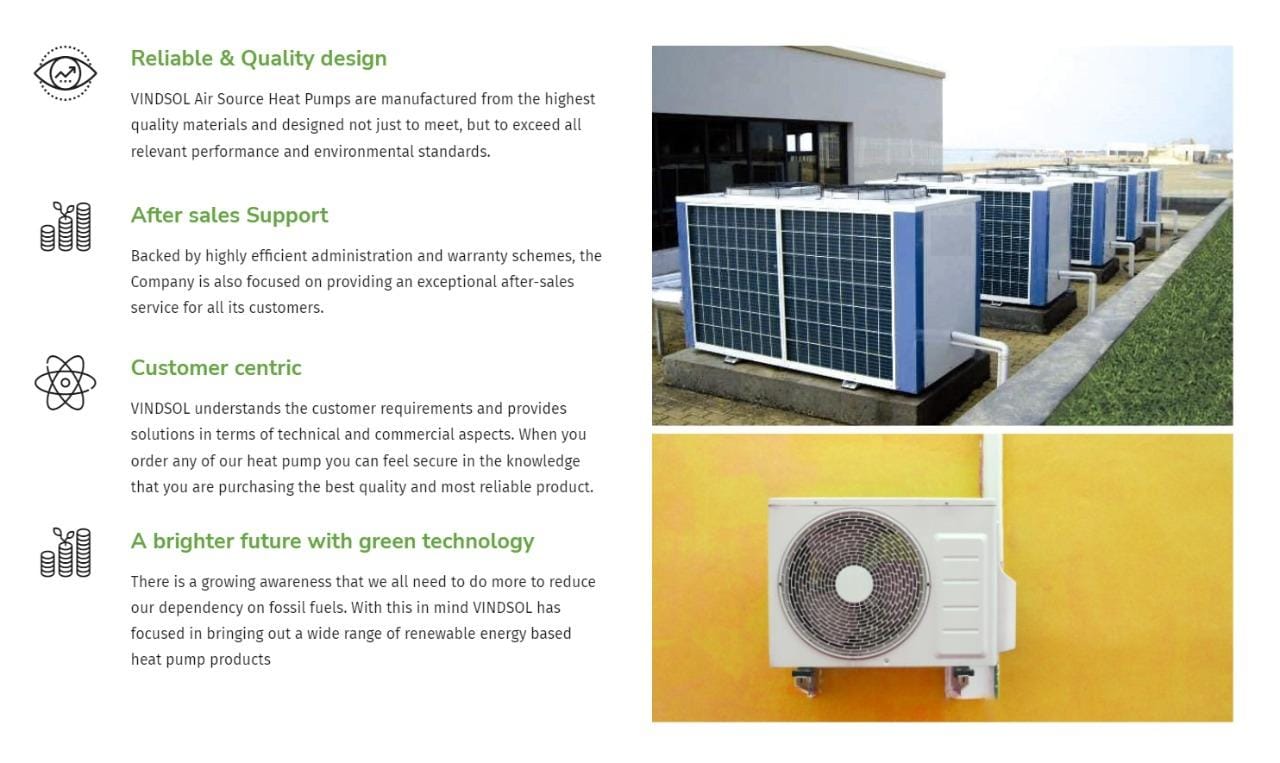 Reliable & Quality design
VINDSOL Air Source Heat Pumps are manufactured from the highest
quality materials and designed not just to meet, but to exceed all
relevant performance and environmental standards.
After sales Support
Backed by highly efficient administration and warranty schemes, the
Company is also focused on providing an exceptional after-sales
service for all its customers.
Customer centric
VINDSOL understands the customer requirements and provides
solutions in terms of technical and commercial aspects. When you
order any of our heat pump you can feel secure in the knowledge
that you are purchasing the best quality and most reliable product.
A brighter future with green technology
There is a growing awareness that we all need to do more to reduce
our dependency on fossil fuels. With this in mind VINDSOL has
focused in bringing out a wide range of renewable energy based
heat pump products